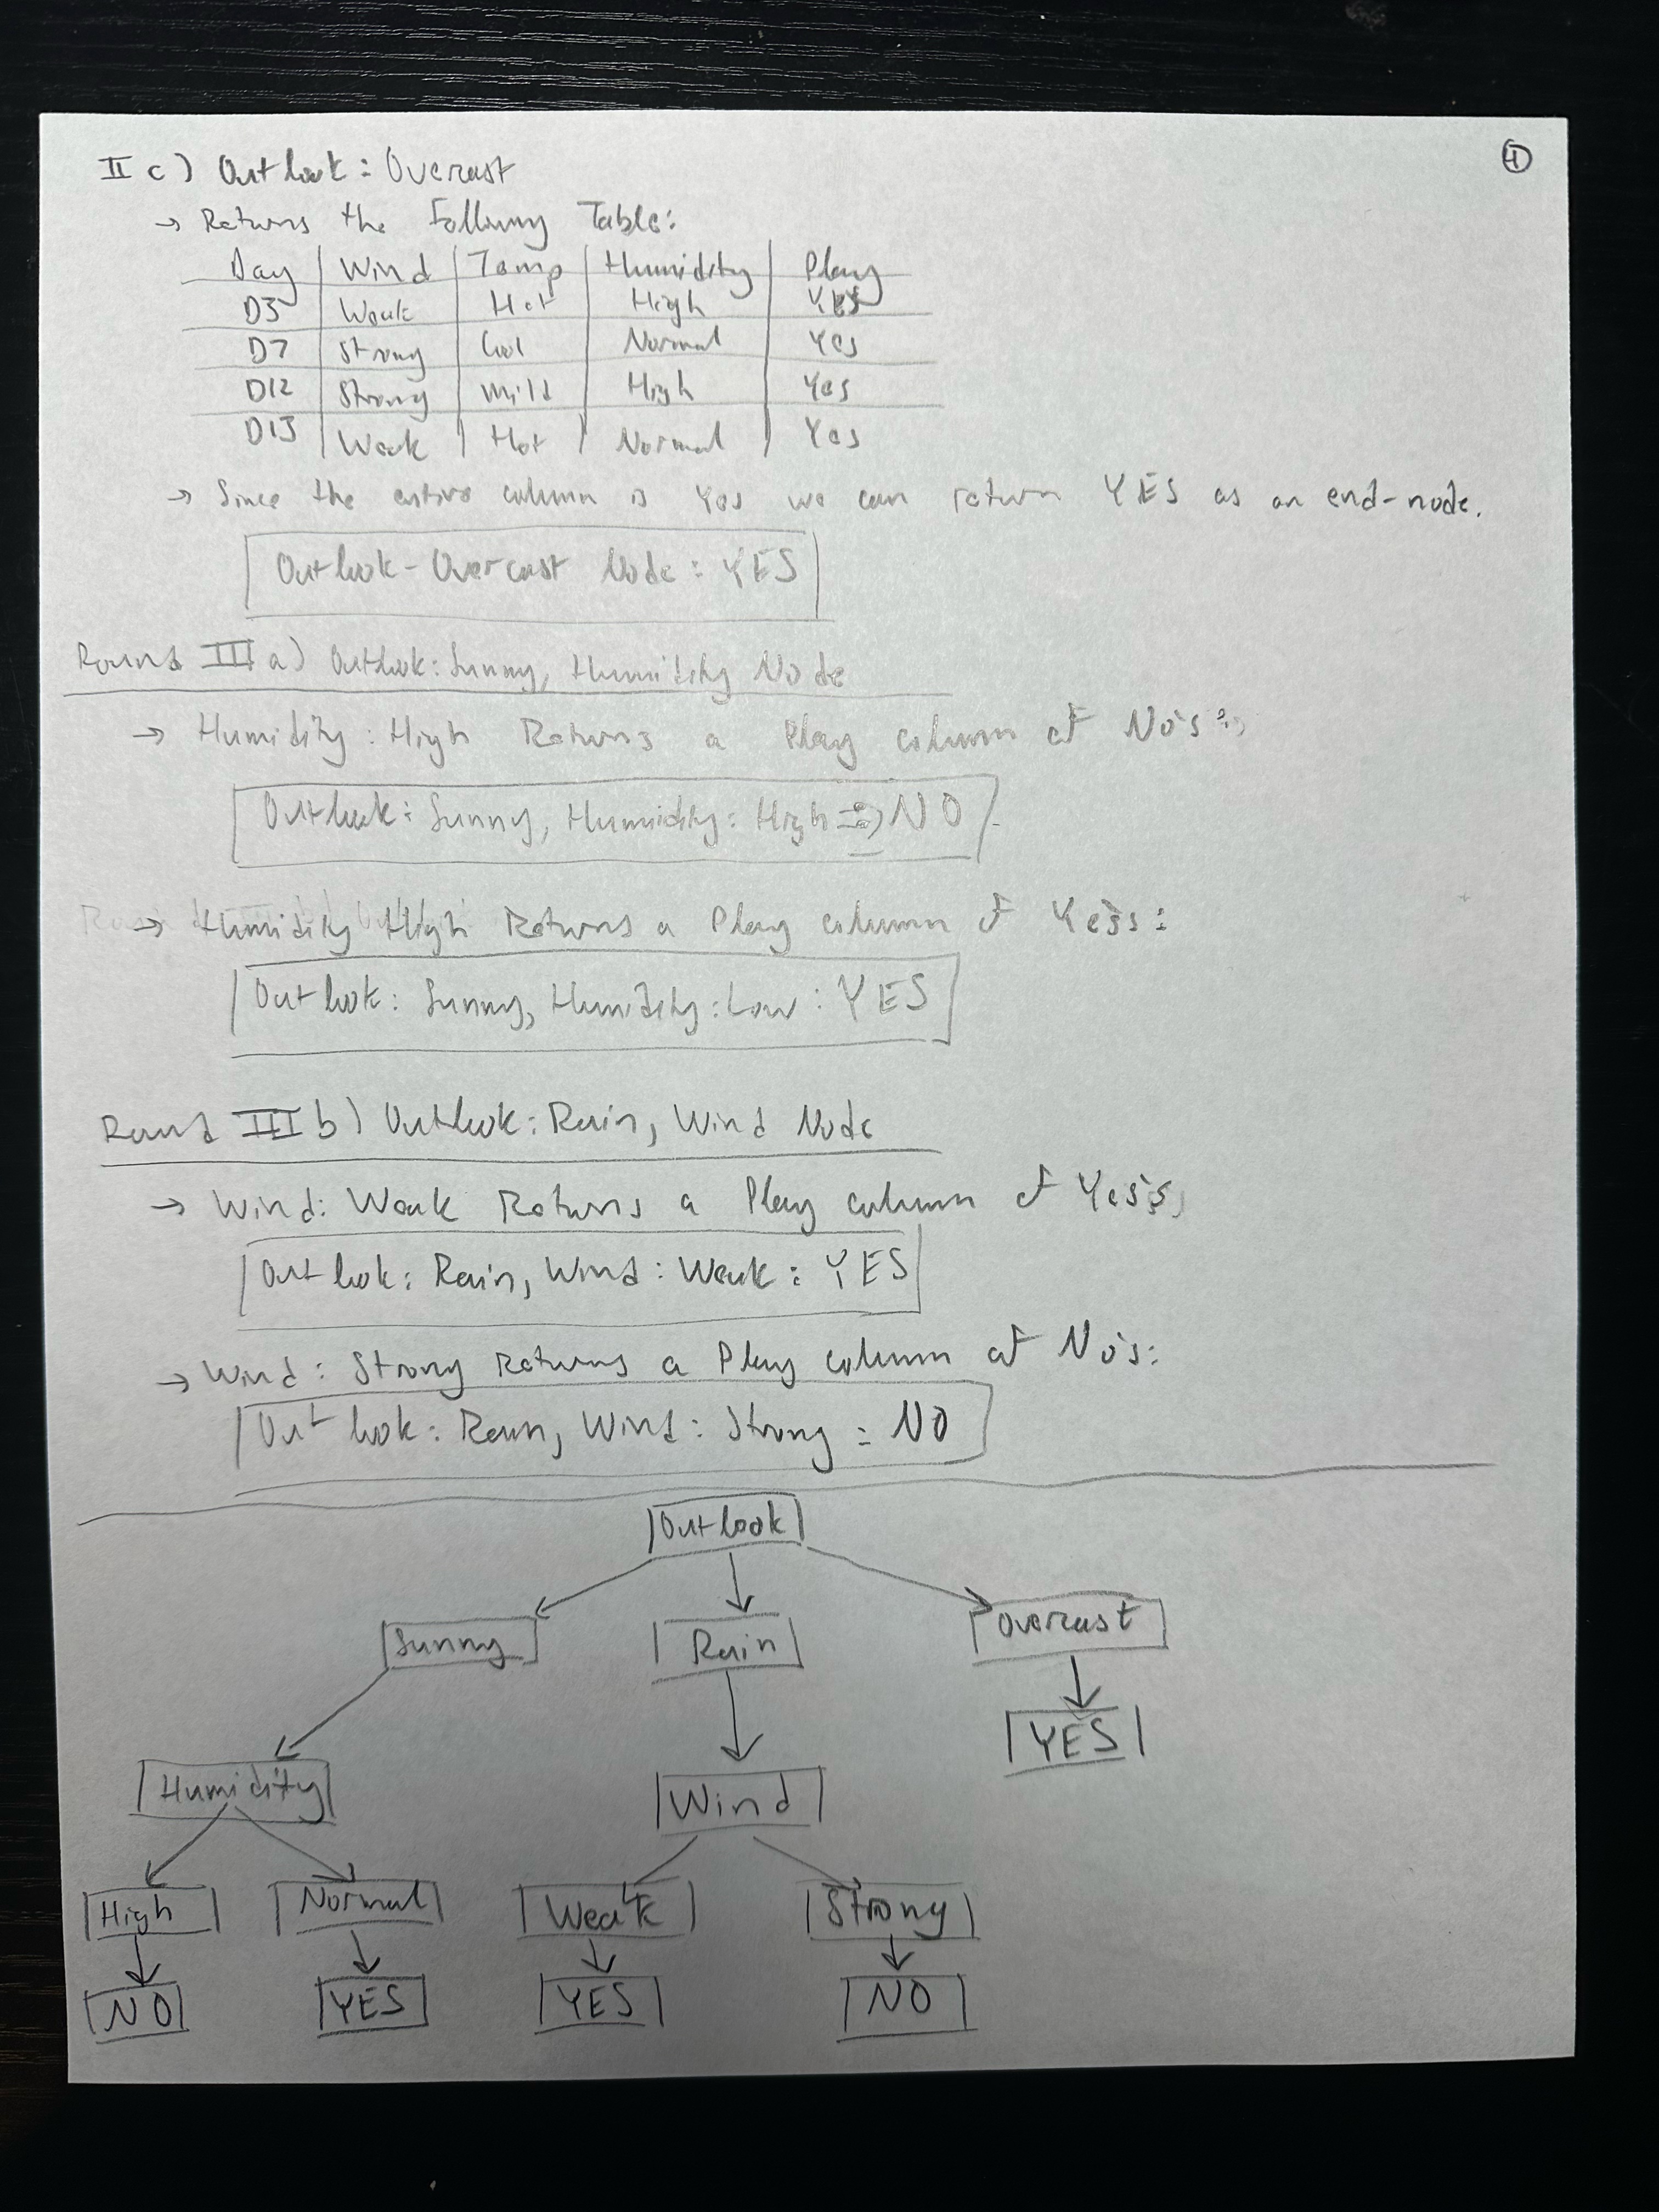 ④
II c) Outlook: Overcast
→ Returns the Following Table:
Day | Wind | Temp | Humidity | Play
D3 | Weak | Hot | High | YES
D7 | Strong | Cool | Normal | Yes
D12 | Strong | Mild | High | Yes
D13 | Weak | Hot | Normal | Yes
→ Since the entire column is Yes we can return YES as an end-node.
Outlook-Overcast Node: YES
Round III a) Outlook: Sunny, Humidity Node
→ Humidity: High Returns a Play column of No's:
Outlook: Sunny, Humidity: High => NO
→ Humidity High Returns a Play column of Yes's:
Outlook: Sunny, Humidity: Low: YES
Round III b) Outlook: Rain, Wind Node
→ Wind: Weak Returns a Play column of Yes's,
Outlook: Rain, Wind: Weak: YES
→ Wind: Strong Returns a Play column of No's:
Outlook: Rain, Wind: Strong: NO
Outlook
Sunny Rain Overcast
YES
Humidity Wind
High Normal Weak Strong
NO YES YES NO